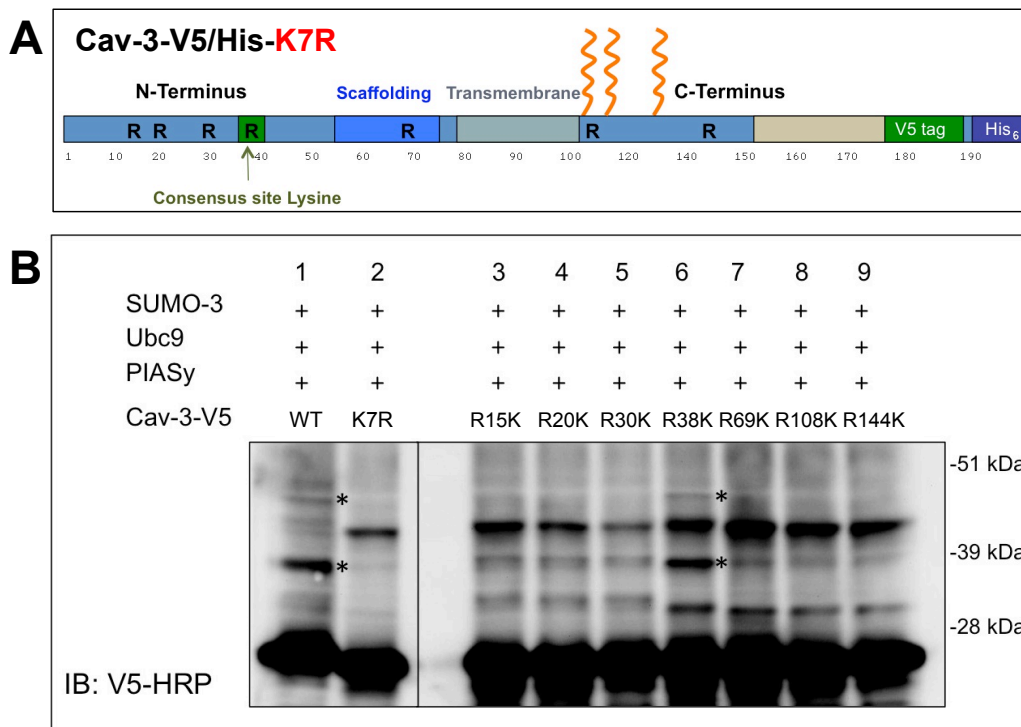 A
Cav-3-V5/His-K7R
N-Terminus Scaffolding Transmembrane C-Terminus
R R R R R R R V5 tag His6
1 10 20 30 40 50 60 70 80 90 100 120 130 140 150 170 180 190 200
Consensus site Lysine
B
1 2 3 4 5 6 7 8 9
SUMO-3 + + + + + + + + +
Ubc9 + + + + + + + + +
PIASy + + + + + + + + +
Cav-3-V5 WT K7R R15K R20K R30K R38K R69K R108K R144K
-51 kDa
* *
-39 kDa
* *
-28 kDa
IB: V5-HRP